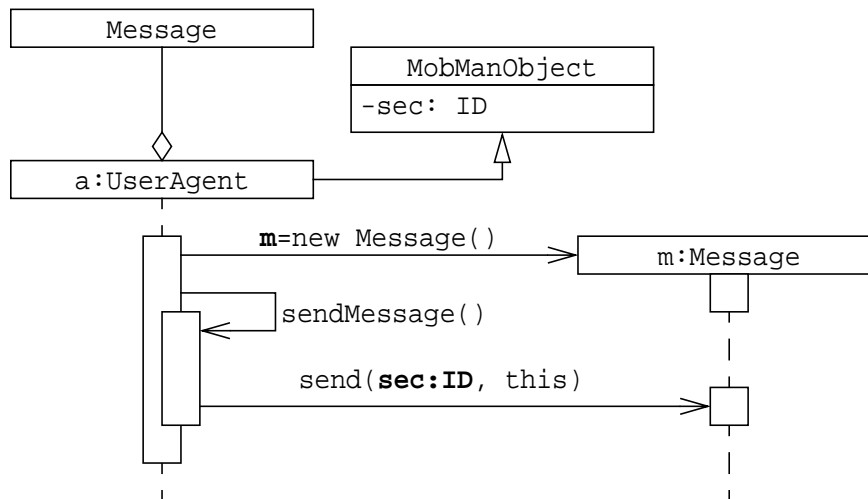 Message
MobManObject
-sec: ID
a:UserAgent
m=new Message()
m:Message
sendMessage()
send(sec:ID, this)